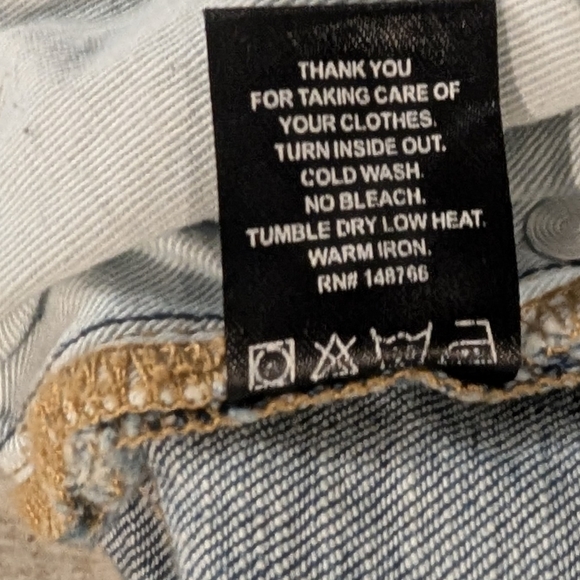 THANK YOU
FOR TAKING CARE OF
YOUR CLOTHES.
TURN INSIDE OUT.
COLD WASH.
NO BLEACH.
TUMBLE DRY LOW HEAT.
WARM IRON.
RN# 148766